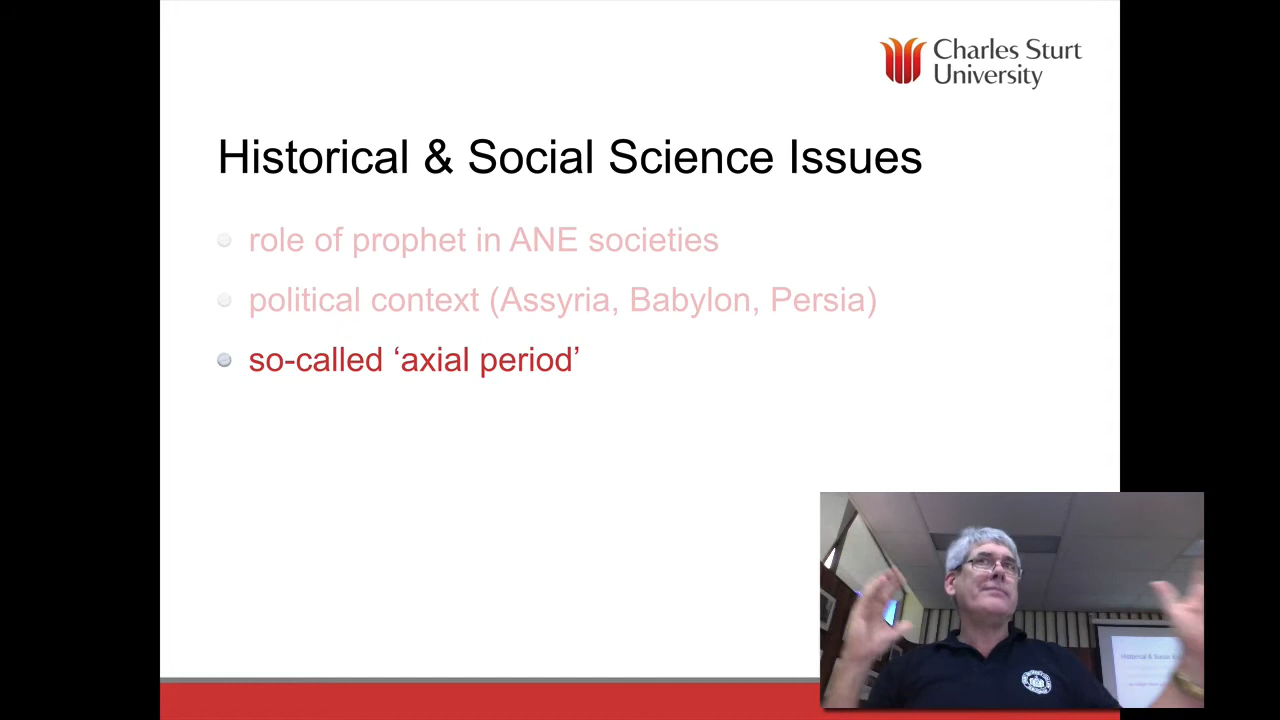 Charles Sturt
University
Historical & Social Science Issues
role of prophet in ANE societies
political context (Assyria, Babylon, Persia)
so-called ‘axial period’